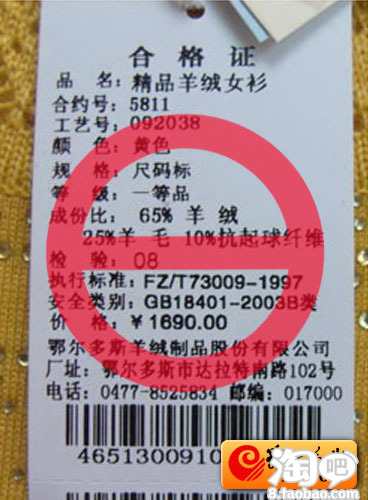 合格证
品 名: 精品羊绒女衫
合约号: 5811
工艺号: 092038
颜 色: 黄色
规 格: 尺码标
等 级: 一等品
成份比: 65% 羊 绒
25%羊 毛 10%抗起球纤维
检 验: 08
执行标准: FZ/T73009-1997
安全类别: GB18401-2003B类
价 格: ¥1690.00
鄂尔多斯羊绒制品股份有限公司
厂址: 鄂尔多斯市达拉特南路102号
电话: 0477-8525834 邮编: 017000
465130091
淘吧
8.taobao.com